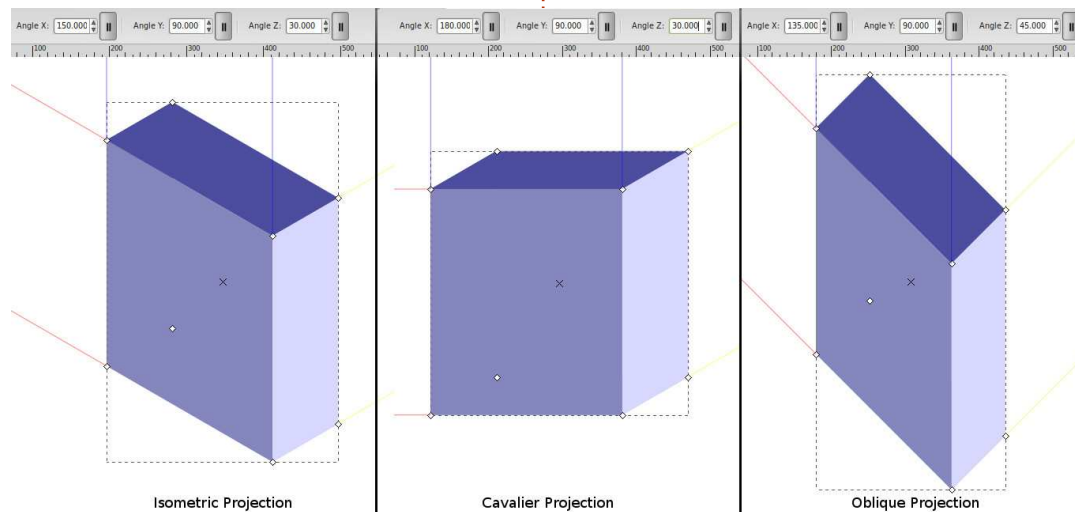 Angle X: 150.000 Angle Y: 90.000 Angle Z: 30.000
Angle X: 180.000 Angle Y: 90.000 Angle Z: 30.000
Angle X: 135.000 Angle Y: 90.000 Angle Z: 45.000
100 200 300 400 500
100 200 300 400 500
100 200 300 400 500
Isometric Projection
Cavalier Projection
Oblique Projection